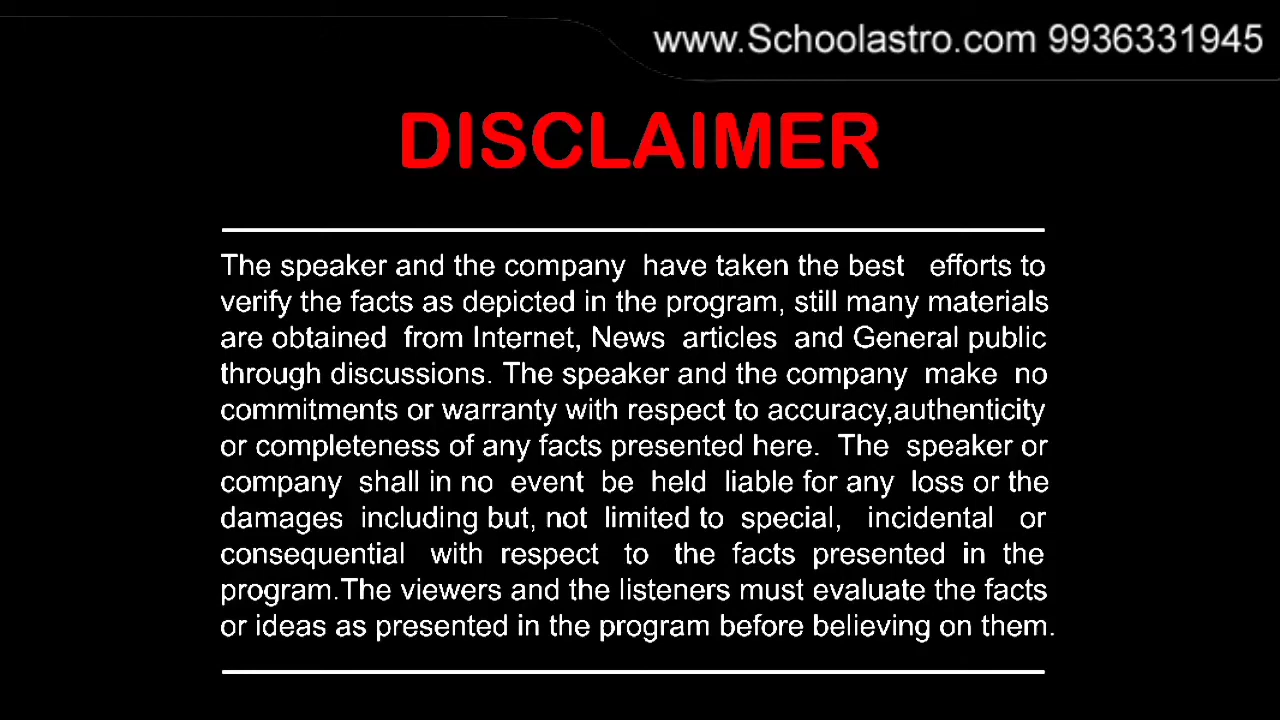 www.Schoolastro.com 9936331945
DISCLAIMER
The speaker and the company have taken the best efforts to
verify the facts as depicted in the program, still many materials
are obtained from Internet, News articles and General public
through discussions. The speaker and the company make no
commitments or warranty with respect to accuracy,authenticity
or completeness of any facts presented here. The speaker or
company shall in no event be held liable for any loss or the
damages including but, not limited to special, incidental or
consequential with respect to the facts presented in the
program.The viewers and the listeners must evaluate the facts
or ideas as presented in the program before believing on them.